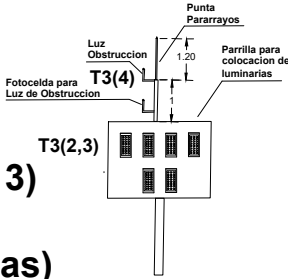 Punta
Pararrayos
Luz
Obstruccion
1.20
T3(4)
Parrilla para
colocacion de
luminarias
Fotocelda para
Luz de Obstruccion
1
T3(2,3)
3)
as)